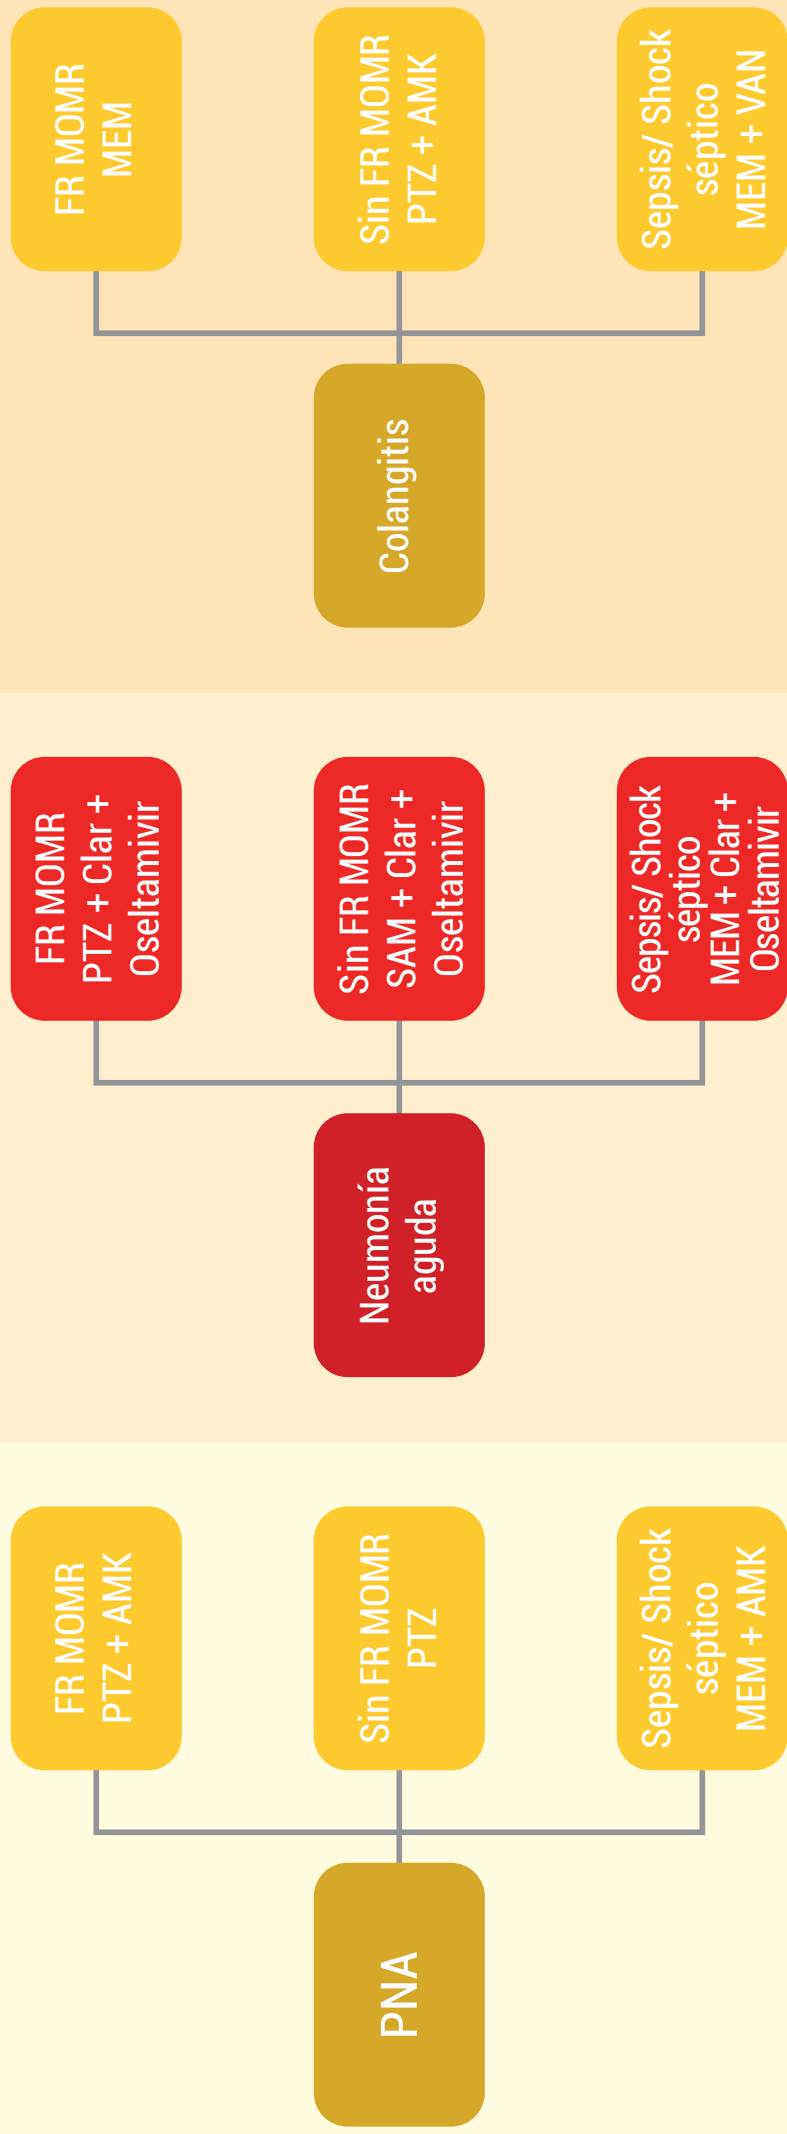 PNA
FR MOMR
PTZ + AMK
Sin FR MOMR
PTZ
Sepsis/ Shock
séptico
MEM + AMK
Neumonía
aguda
FR MOMR
PTZ + Clar +
Oseltamivir
Sin FR MOMR
SAM + Clar +
Oseltamivir
Sepsis/ Shock
séptico
MEM + Clar +
Oseltamivir
Colangitis
FR MOMR
MEM
Sin FR MOMR
PTZ + AMK
Sepsis/ Shock
séptico
MEM + VAN